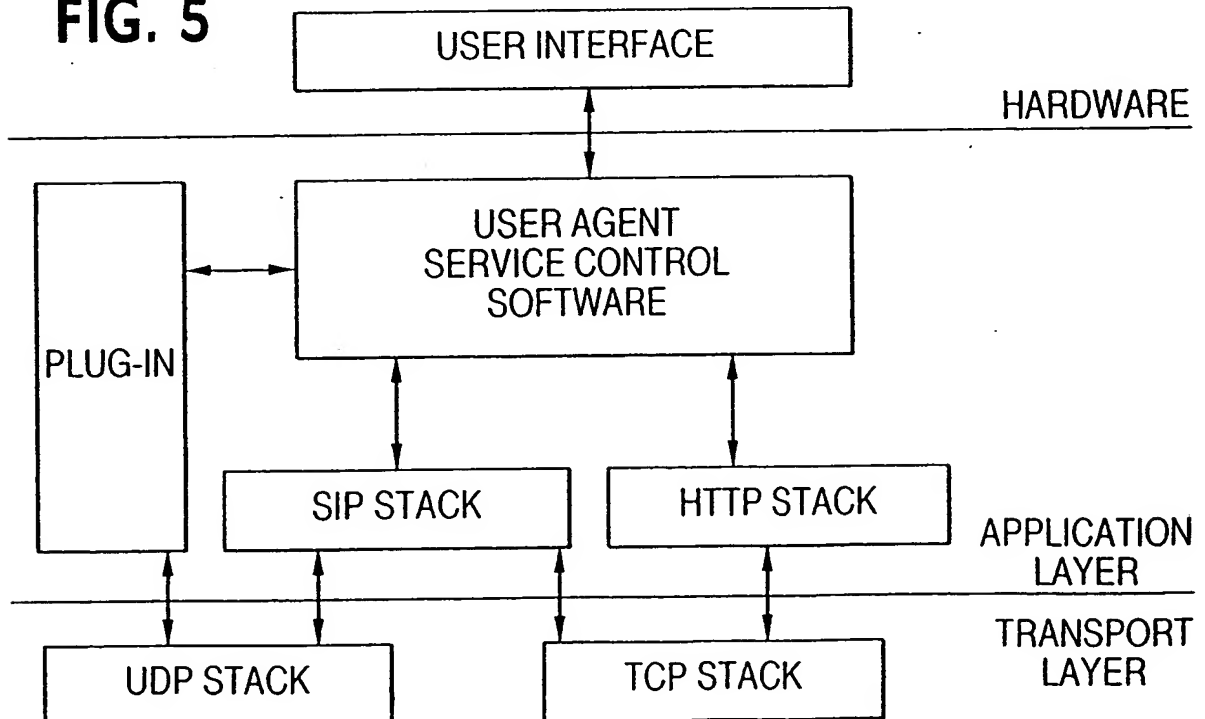 FIG. 5
USER INTERFACE
HARDWARE
USER AGENT
SERVICE CONTROL
SOFTWARE
PLUG-IN
SIP STACK
HTTP STACK
APPLICATION
LAYER
TRANSPORT
LAYER
UDP STACK
TCP STACK